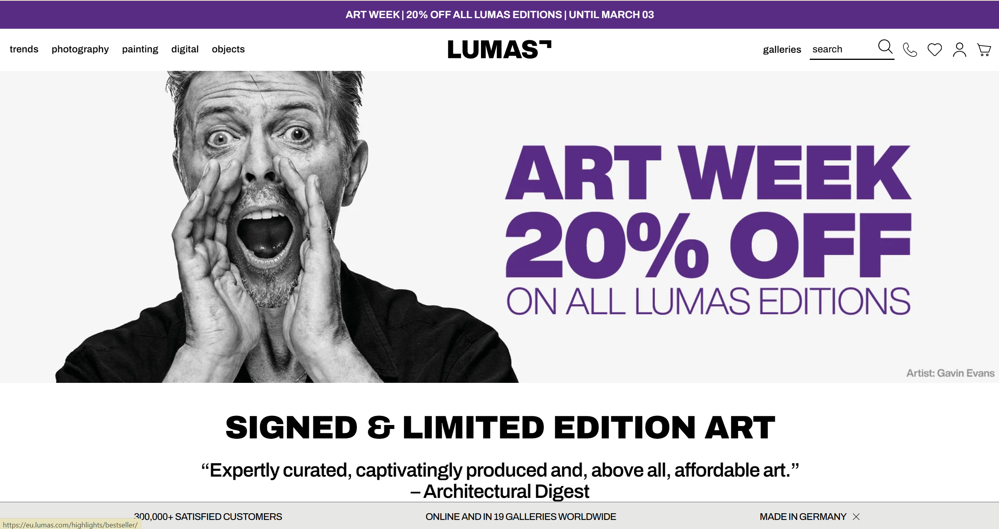 ART WEEK | 20% OFF ALL LUMAS EDITIONS | UNTIL MARCH 03
trends photography painting digital objects
LUMAS
galleries search
ART WEEK
20% OFF
ON ALL LUMAS EDITIONS
Artist: Gavin Evans
SIGNED & LIMITED EDITION ART
“Expertly curated, captivatingly produced and, above all, affordable art.”
– Architectural Digest
300,000+ SATISFIED CUSTOMERS
ONLINE AND IN 19 GALLERIES WORLDWIDE
MADE IN GERMANY
https://eu.lumas.com/highlights/bestseller/